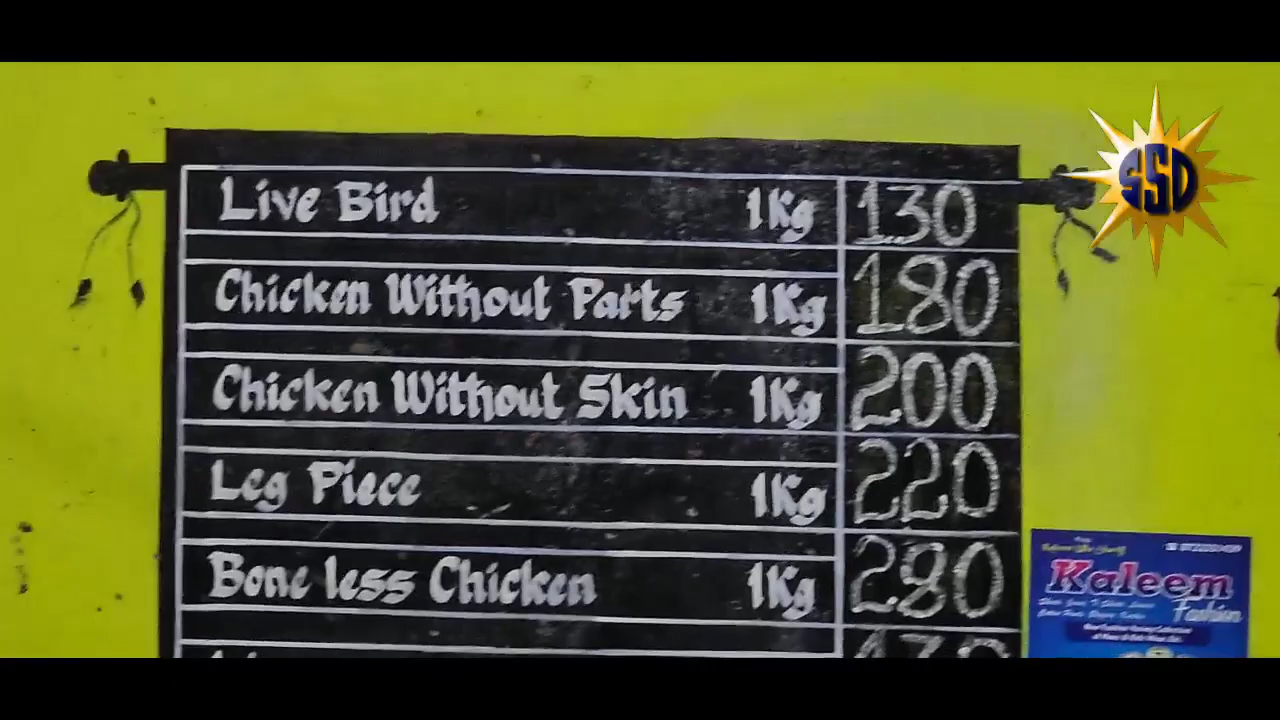 SSD
Live Bird 1Kg 130
Chicken Without Parts 1Kg 180
Chicken Without Skin 1Kg 200
Leg Piece 1Kg 220
Bone less Chicken 1Kg 280
Kaleem
Fashion